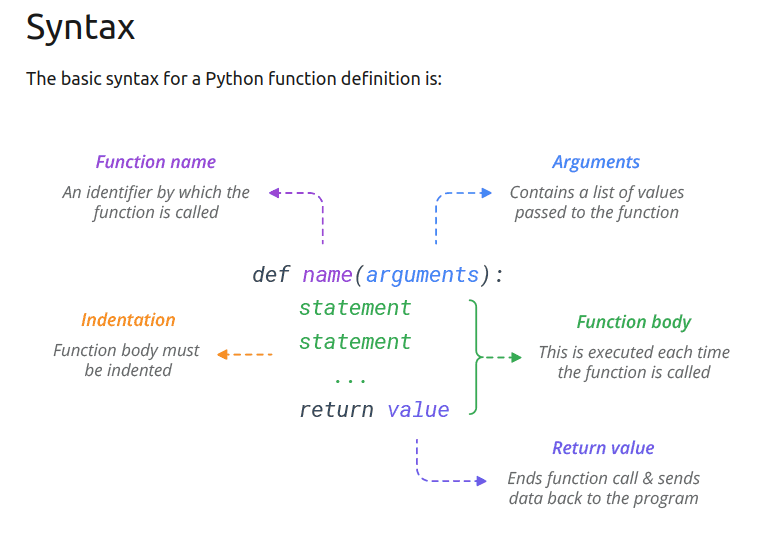 Syntax
The basic syntax for a Python function definition is:
Function name
An identifier by which the
function is called
Arguments
Contains a list of values
passed to the function
def name(arguments):
statement
statement
...
return value
Indentation
Function body must
be indented
Function body
This is executed each time
the function is called
Return value
Ends function call & sends
data back to the program